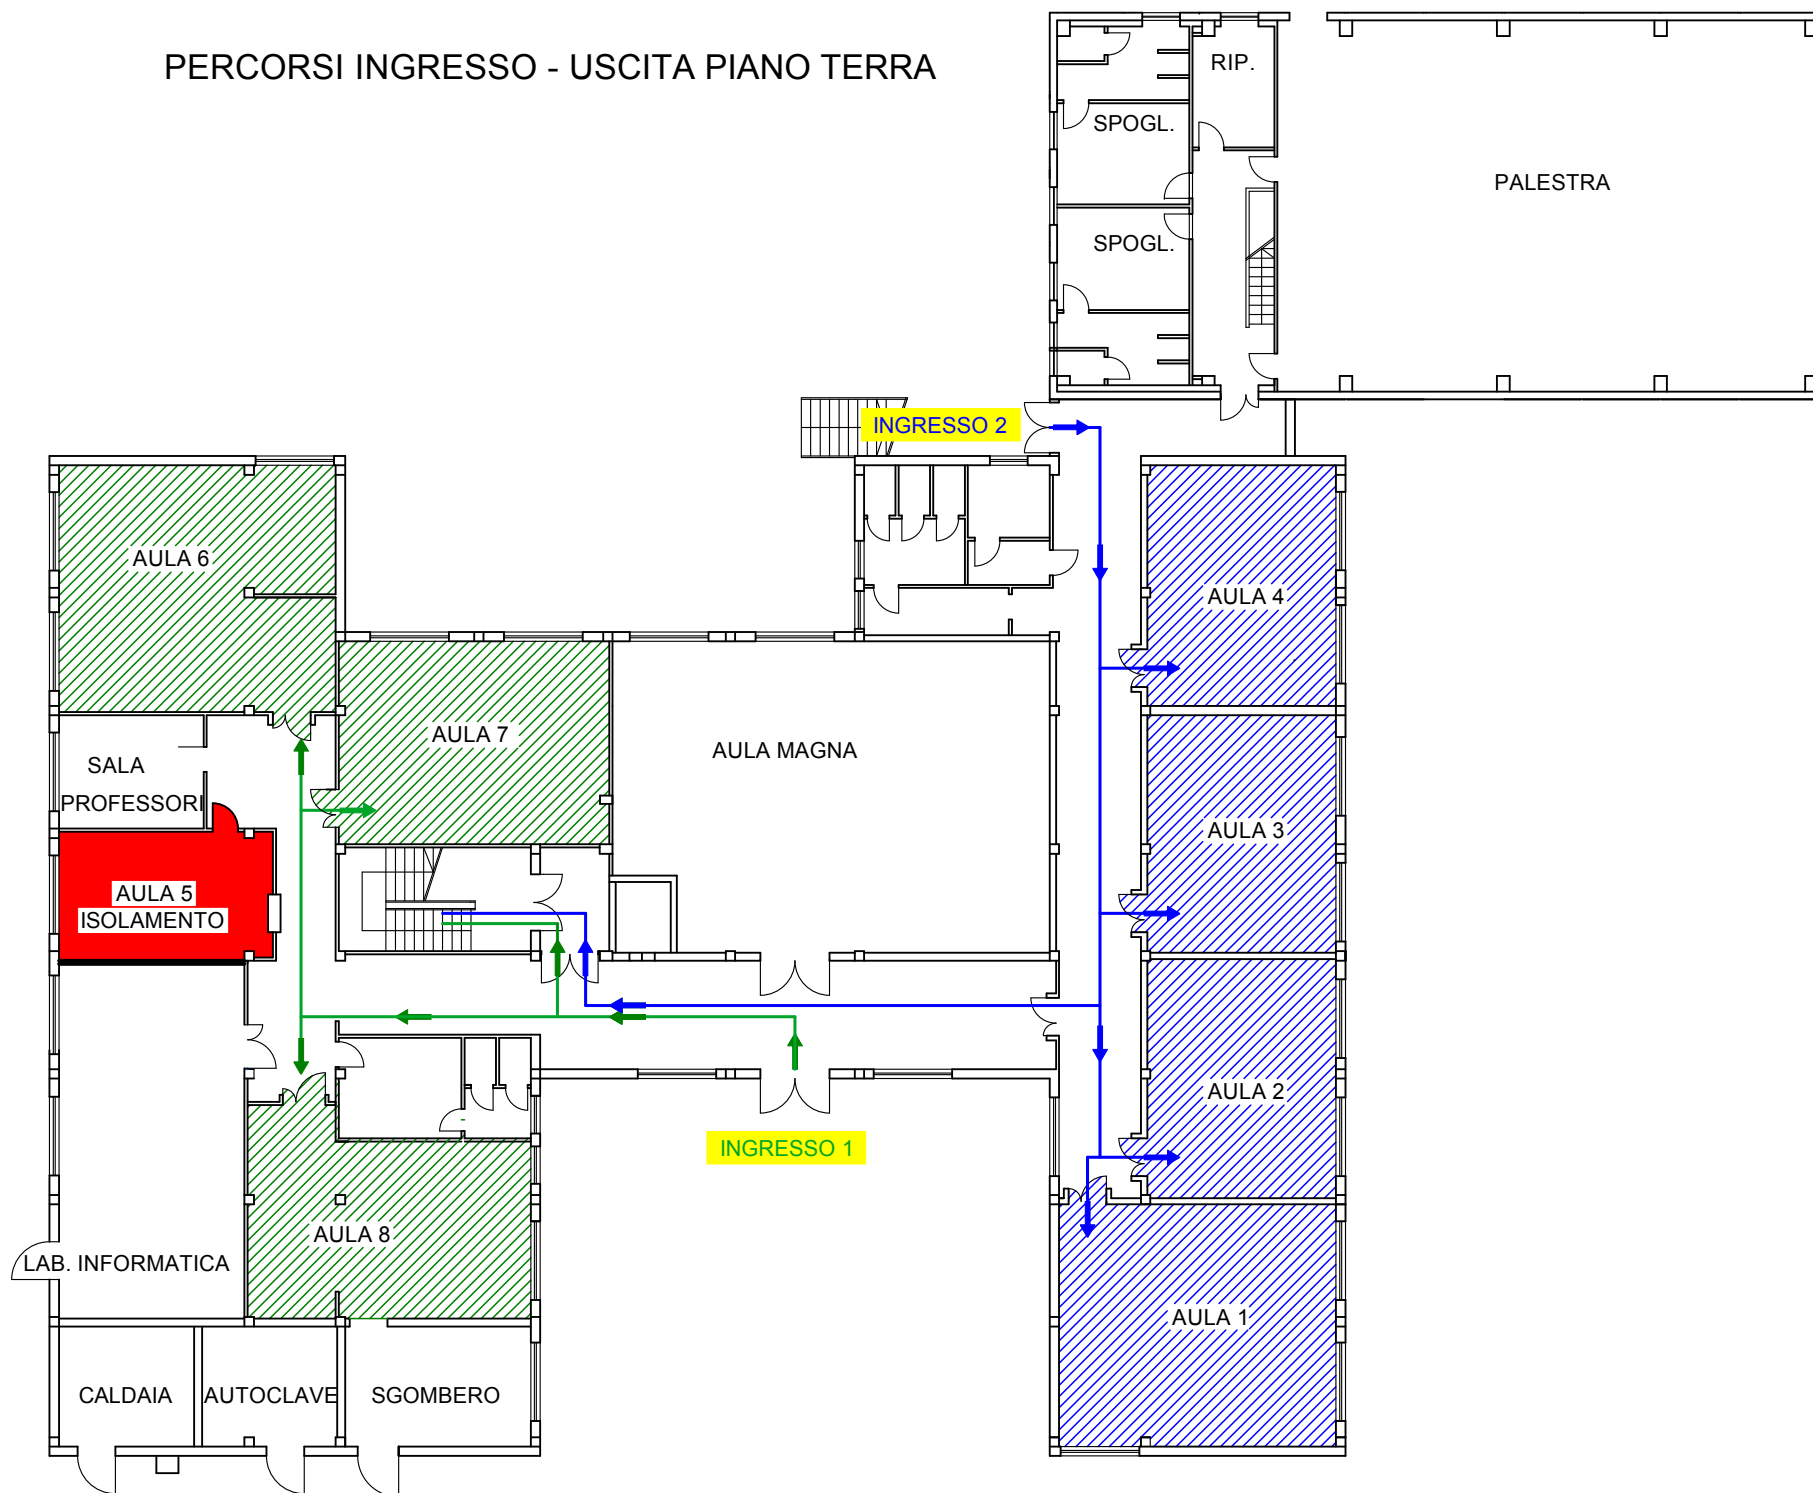 PERCORSI INGRESSO - USCITA PIANO TERRA
RIP.
SPOGL.
PALESTRA
SPOGL.
INGRESSO 2
AULA 6
AULA 4
AULA 7
AULA MAGNA
SALA
PROFESSORI
AULA 3
AULA 5
ISOLAMENTO
AULA 2
INGRESSO 1
AULA 8
LAB. INFORMATICA
AULA 1
CALDAIA
AUTOCLAVE
SGOMBERO